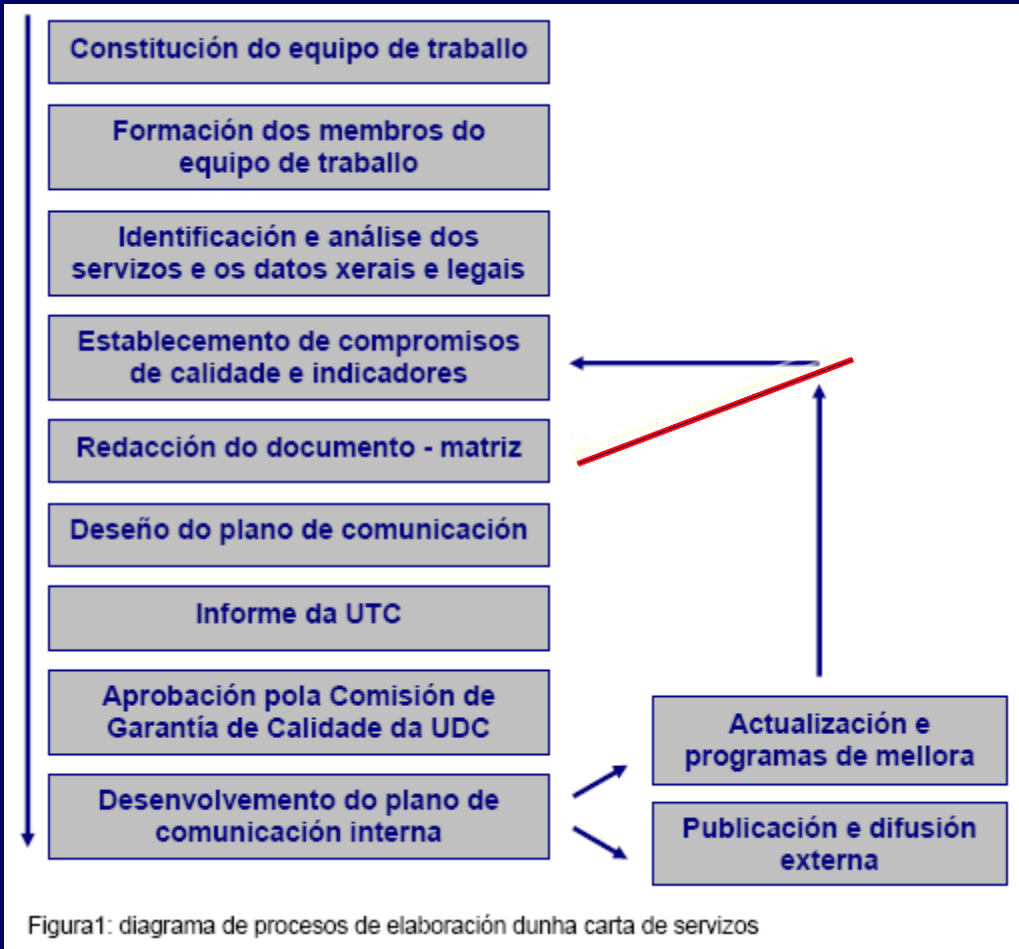 Constitución do equipo de traballo
Formación dos membros do
equipo de traballo
Identificación e análise dos
servizos e os datos xerais e legais
Establecemento de compromisos
de calidade e indicadores
Redacción do documento - matriz
Deseño do plano de comunicación
Informe da UTC
Aprobación pola Comisión de
Garantía de Calidade da UDC
Desenvolvemento do plano de
comunicación interna
Actualización e
programas de mellora
Publicación e difusión
externa
Figura1: diagrama de procesos de elaboración dunha carta de servizos